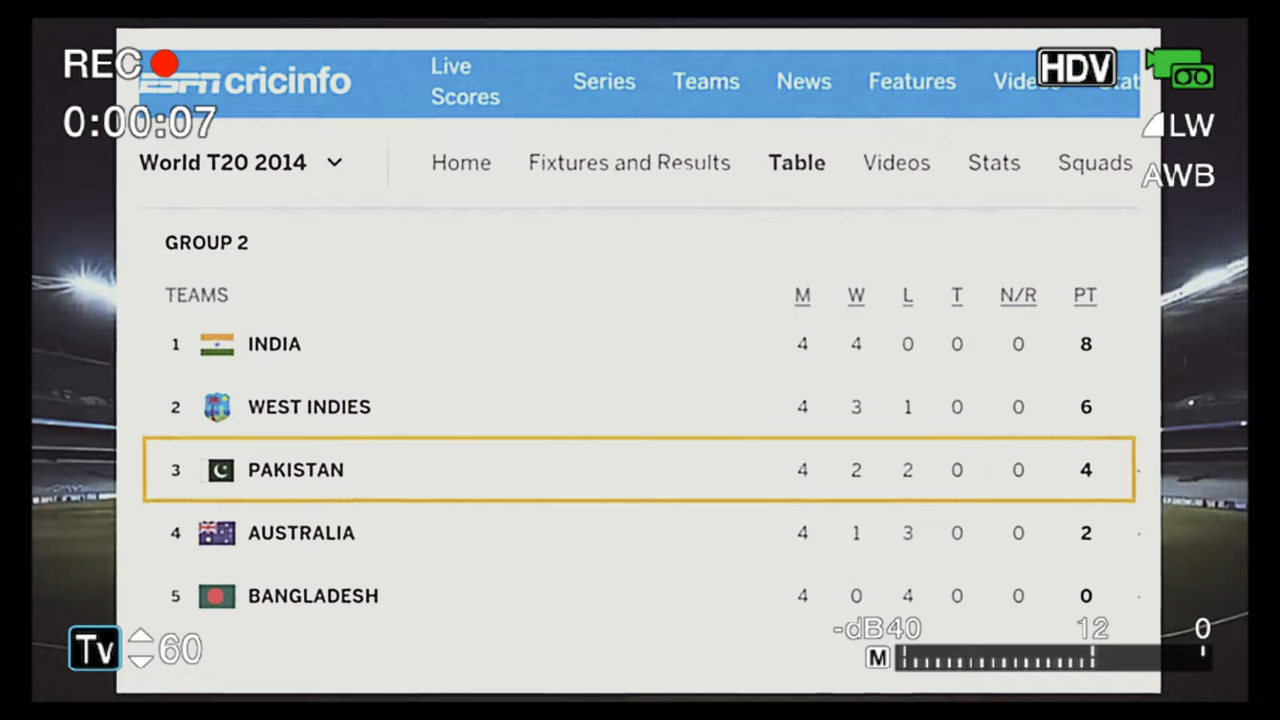 REC
HDV
ESPN cricinfo
Live Scores
Series
Teams
News
Features
0:00:07
LW
World T20 2014
Home
Fixtures and Results
Table
Videos
Stats
Squads
AWB
GROUP 2
TEAMS M W L T N/R PT
1 INDIA 4 4 0 0 0 8
2 WEST INDIES 4 3 1 0 0 6
3 PAKISTAN 4 2 2 0 0 4
4 AUSTRALIA 4 1 3 0 0 2
5 BANGLADESH 4 0 4 0 0 0
-dB40 12 0
Tv 60
M